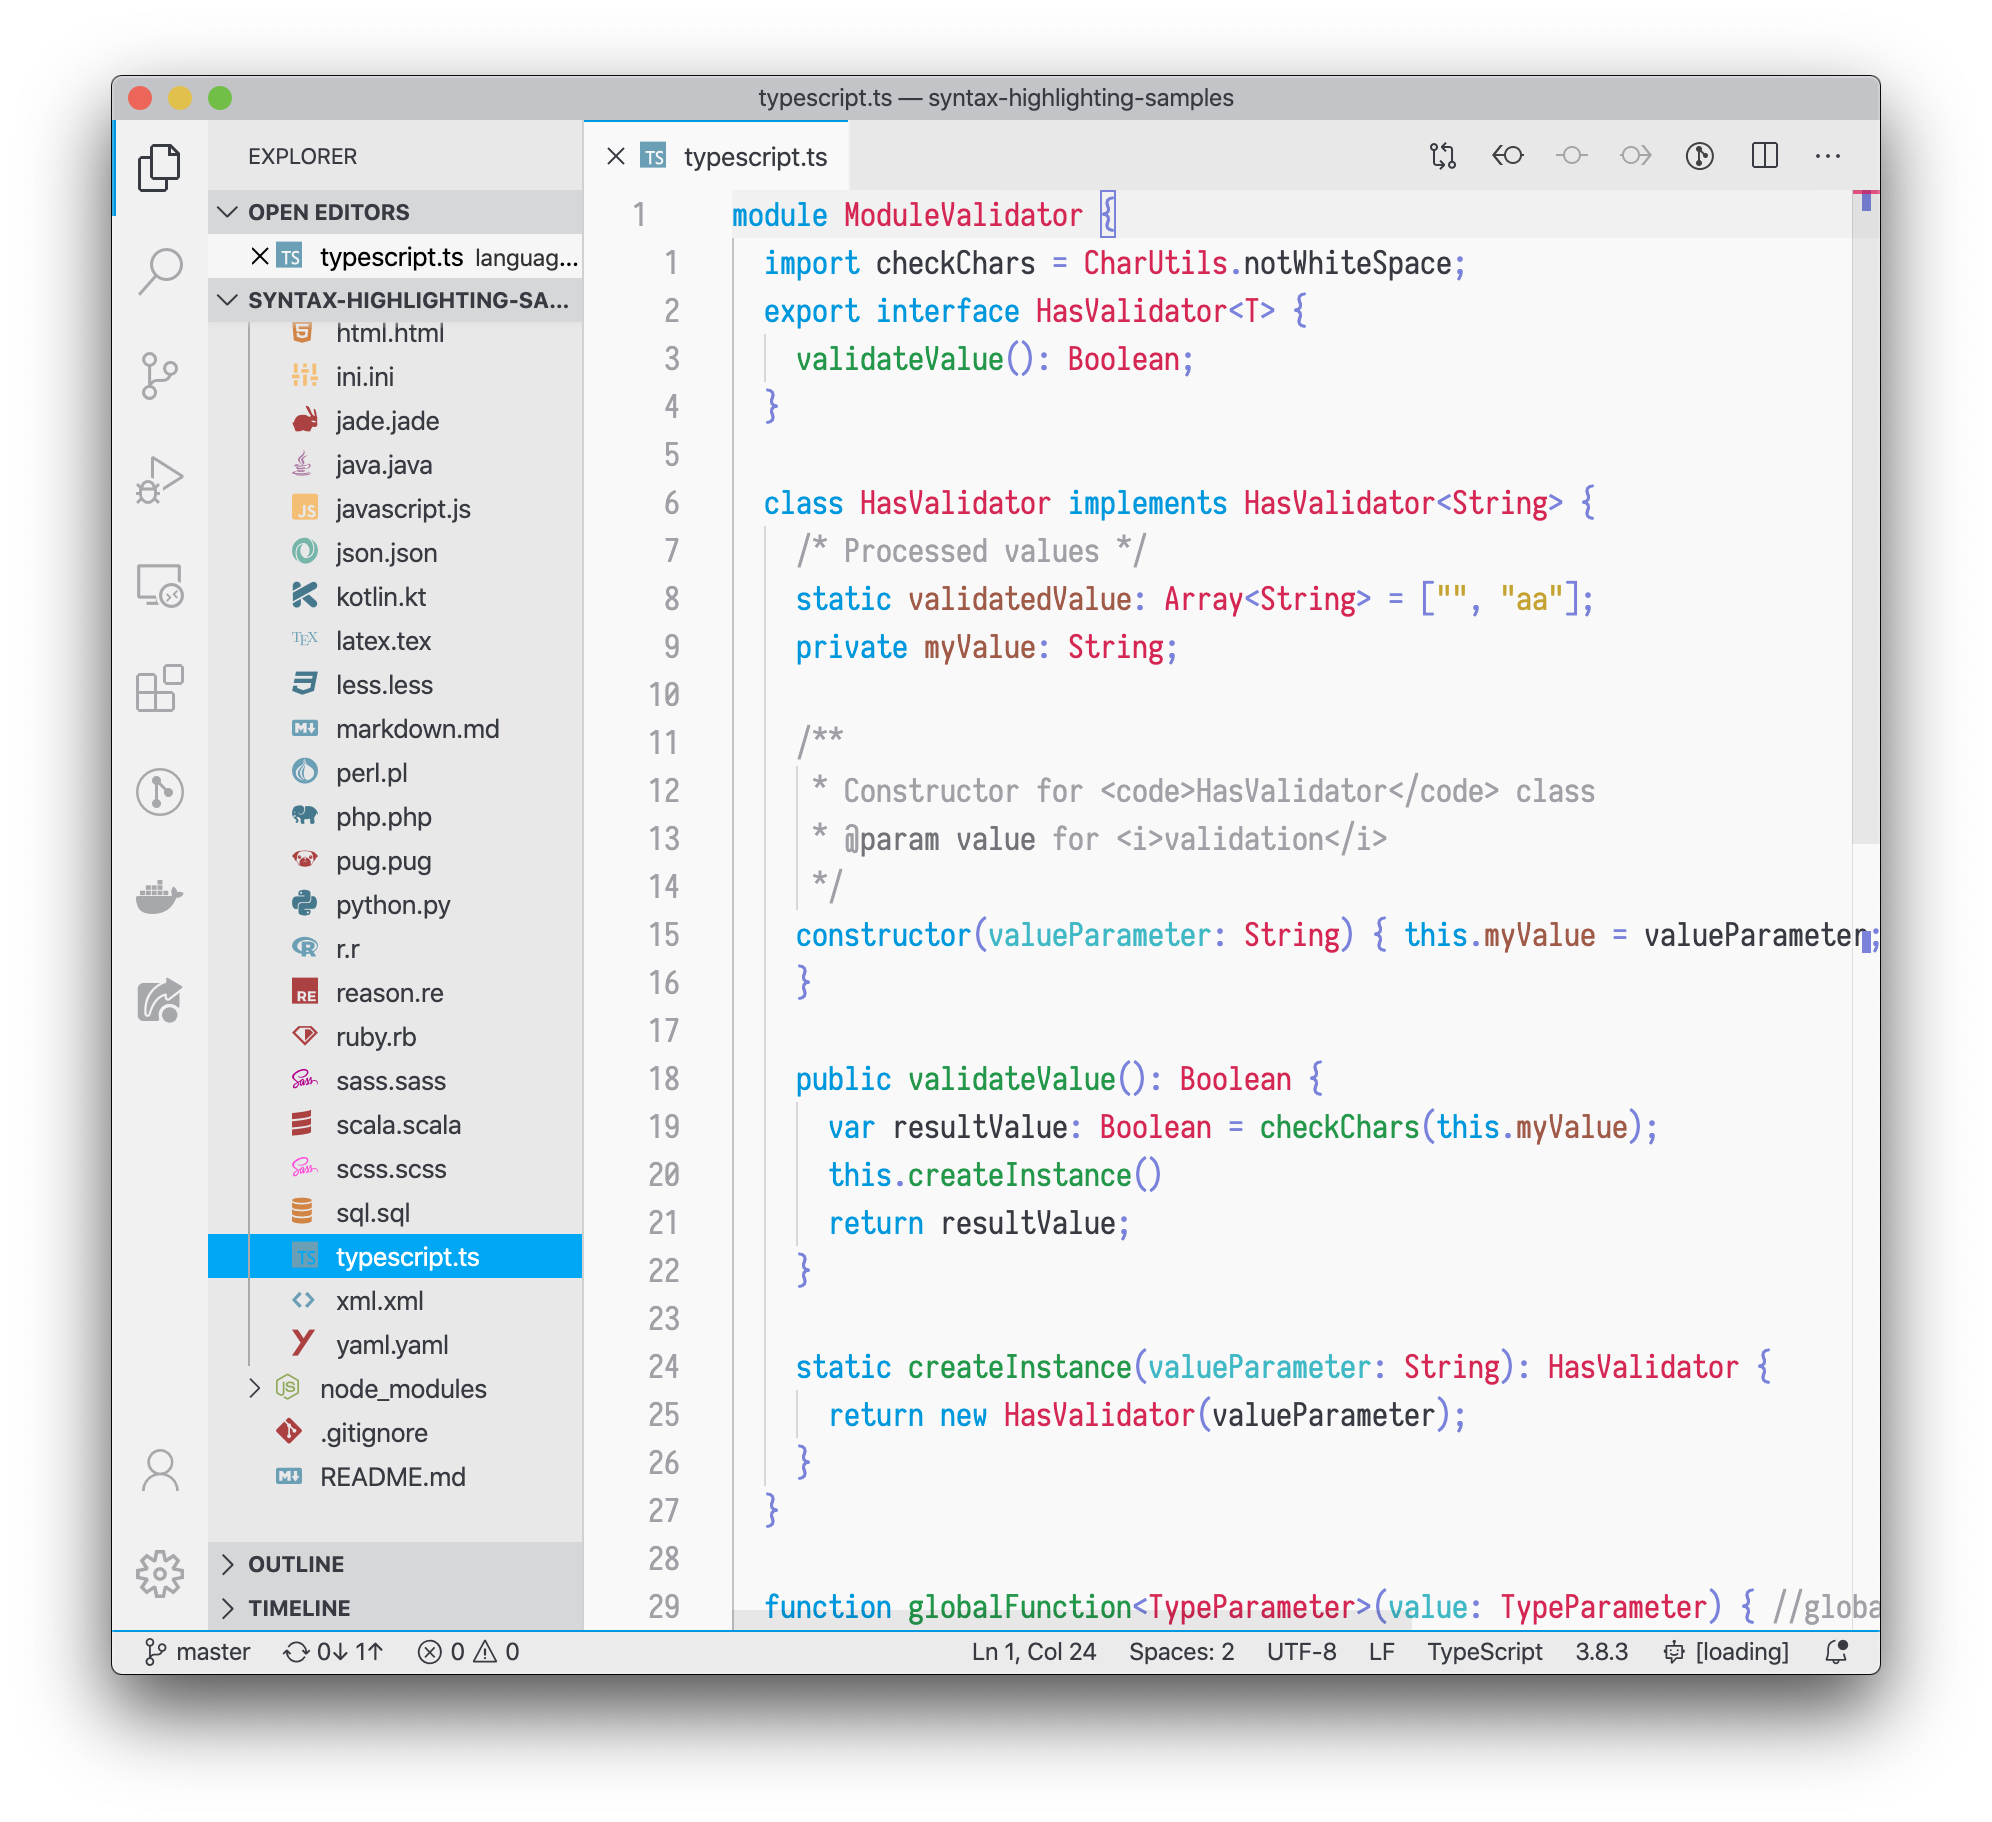 typescript.ts — syntax-highlighting-samples
EXPLORER
OPEN EDITORS
TS typescript.ts languag...
SYNTAX-HIGHLIGHTING-SA...
html.html
ini.ini
jade.jade
java.java
JS javascript.js
json.json
kotlin.kt
TEX latex.tex
less.less
M markdown.md
perl.pl
php.php
pug.pug
python.py
R r.r
RE reason.re
ruby.rb
Sass sass.sass
scala.scala
Sass scss.scss
sql.sql
TS typescript.ts
xml.xml
yaml.yaml
JS node_modules
.gitignore
M README.md
OUTLINE
TIMELINE
TS typescript.ts
1 module ModuleValidator {
1 import checkChars = CharUtils.notWhiteSpace;
2 export interface HasValidator<T> {
3 validateValue(): Boolean;
4 }
5
6 class HasValidator implements HasValidator<String> {
7 /* Processed values */
8 static validatedValue: Array<String> = ["", "aa"];
9 private myValue: String;
10
11 /**
12 * Constructor for <code>HasValidator</code> class
13 * @param value for <i>validation</i>
14 */
15 constructor(valueParameter: String) { this.myValue = valueParameter;
16 }
17
18 public validateValue(): Boolean {
19 var resultValue: Boolean = checkChars(this.myValue);
20 this.createInstance()
21 return resultValue;
22 }
23
24 static createInstance(valueParameter: String): HasValidator {
25 return new HasValidator(valueParameter);
26 }
27 }
28
29 function globalFunction<TypeParameter>(value: TypeParameter) { //globa
master 0↓ 1↑ 0 0 Ln 1, Col 24 Spaces: 2 UTF-8 LF TypeScript 3.8.3 [loading]